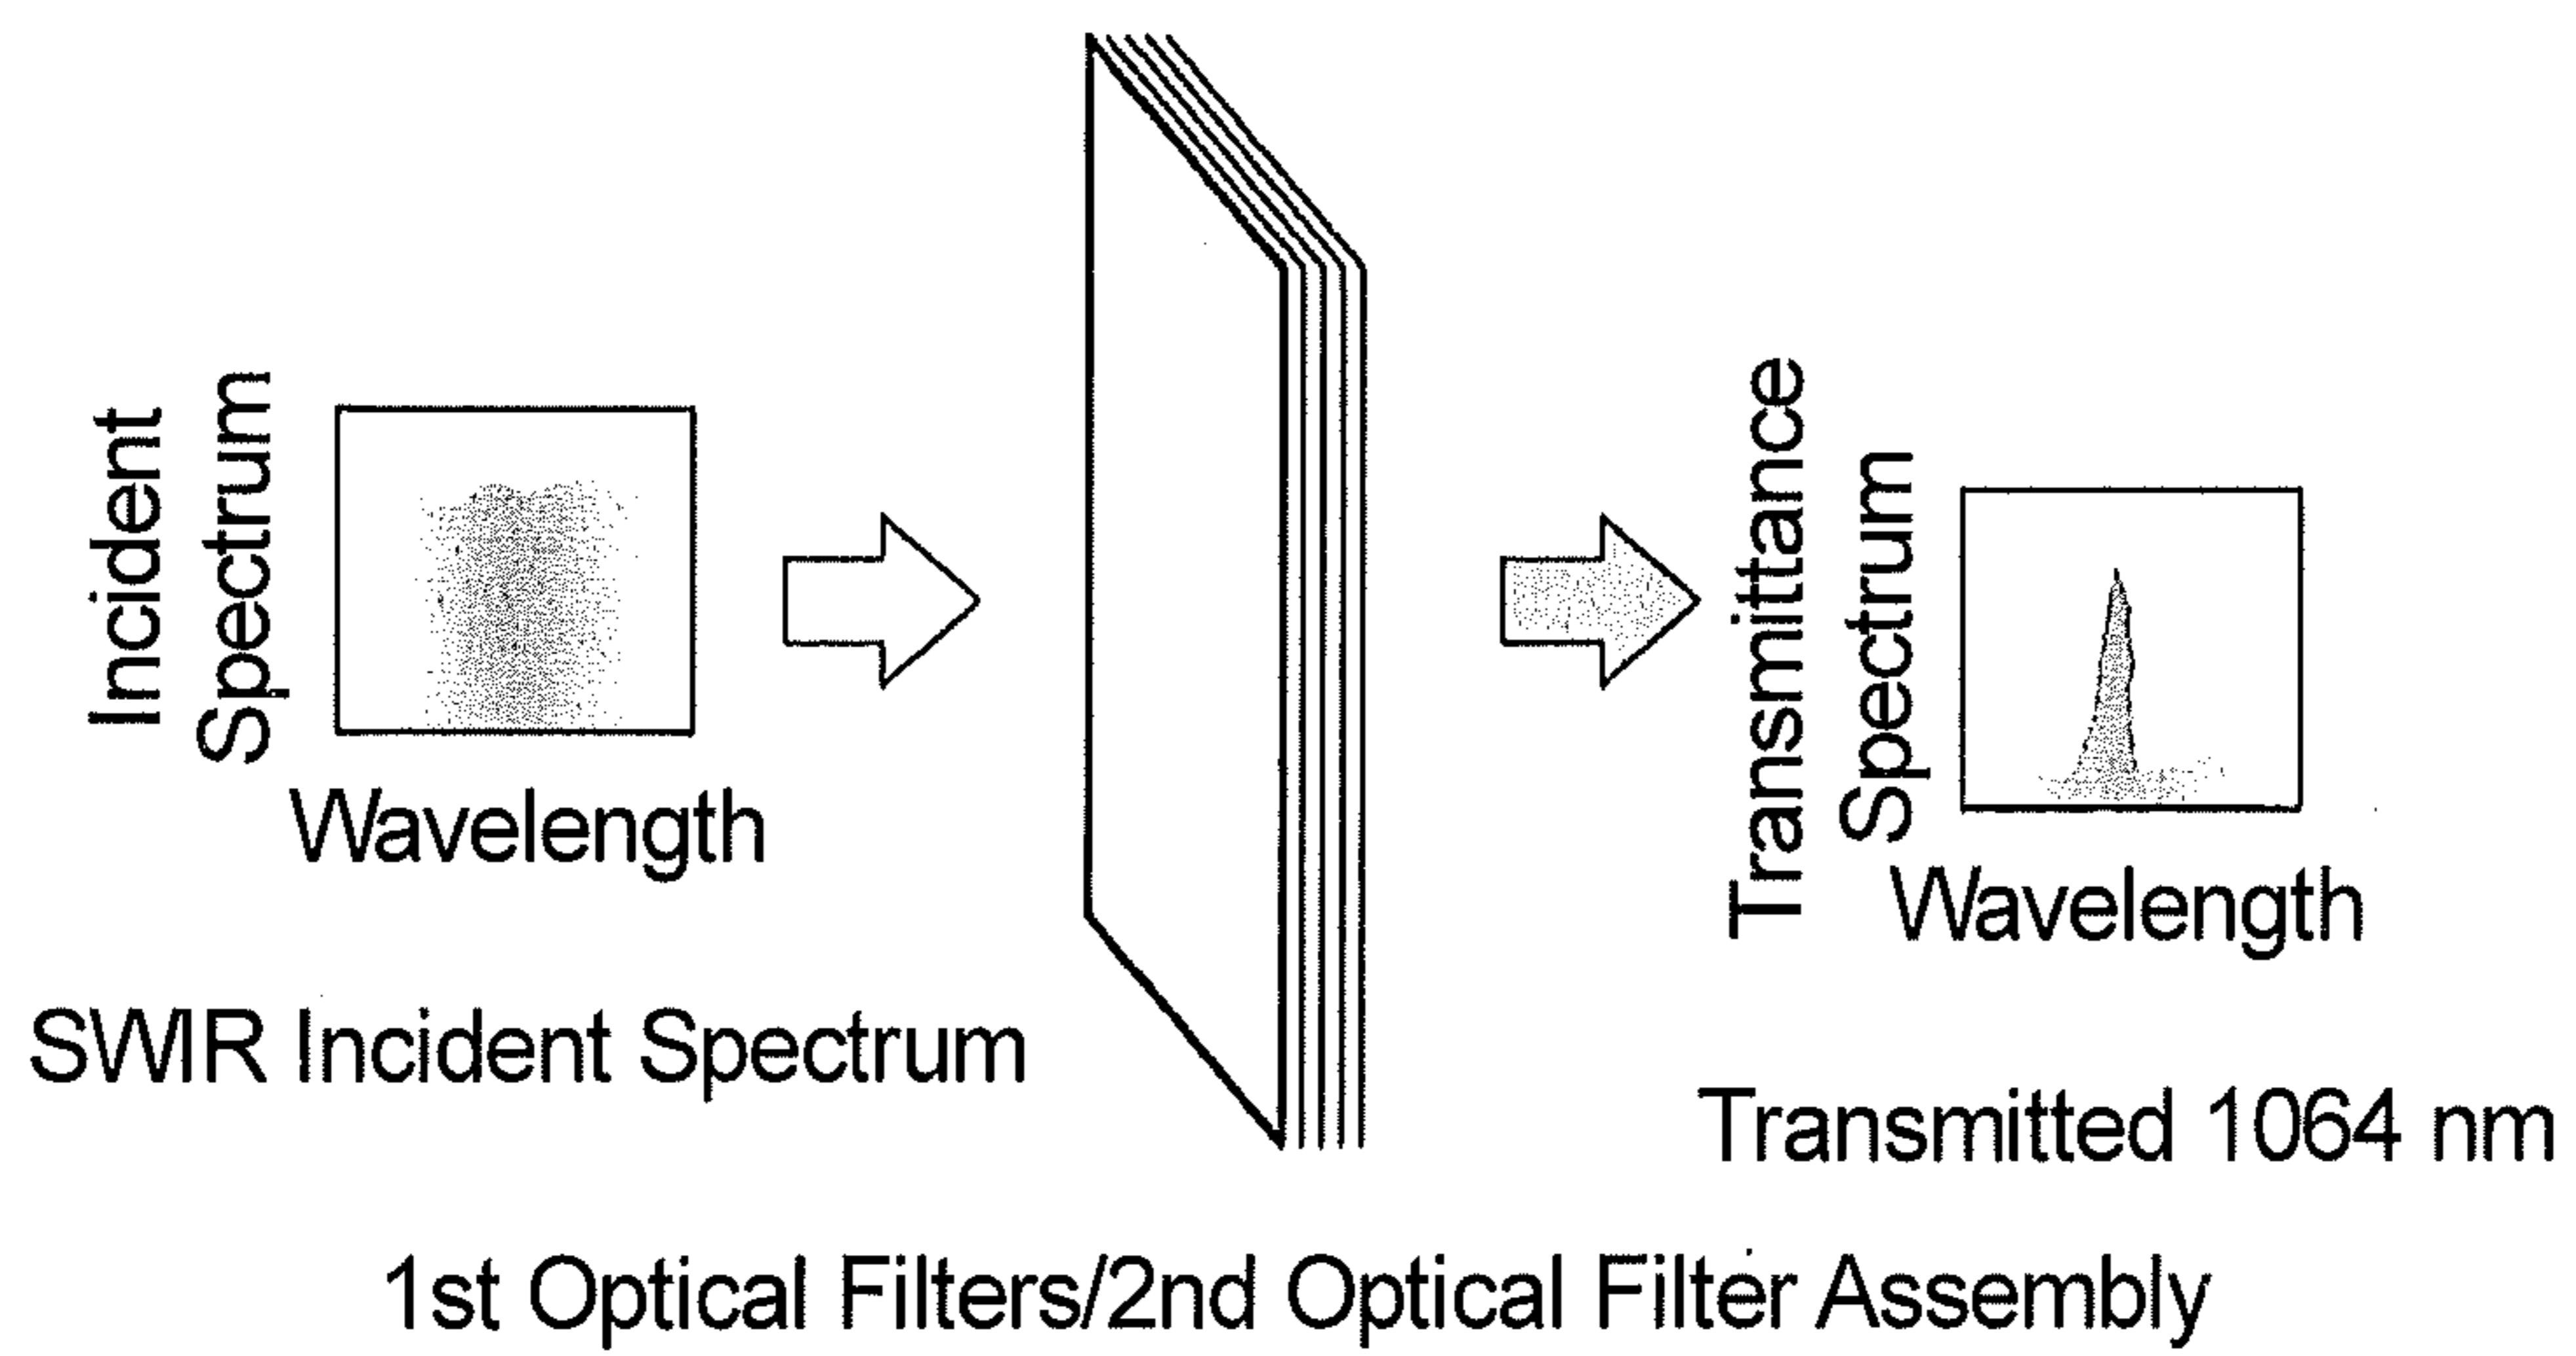 Incident
Spectrum
Wavelength
SWIR Incident Spectrum
Transmittance
Spectrum
Wavelength
Transmitted 1064 nm
1st Optical Filters/2nd Optical Filter Assembly